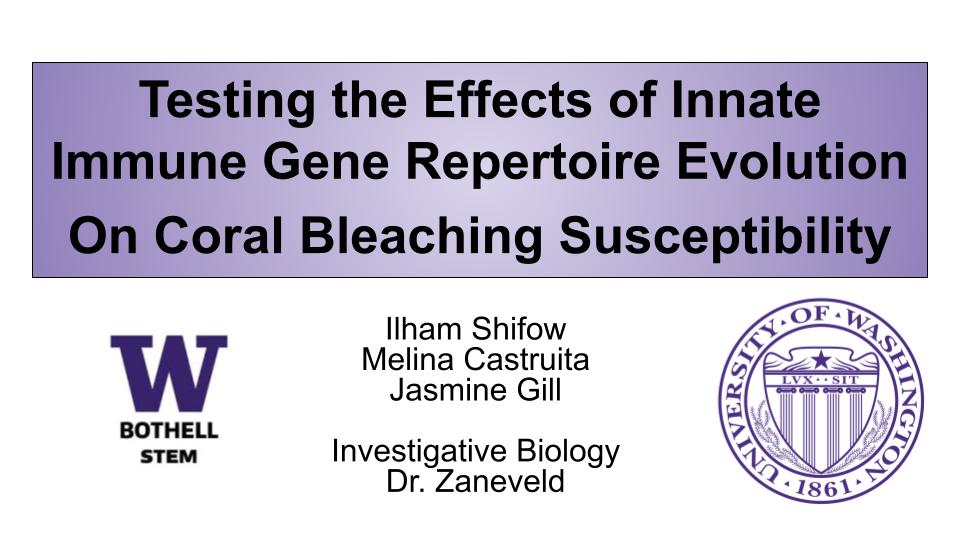 Testing the Effects of Innate
Immune Gene Repertoire Evolution
On Coral Bleaching Susceptibility
Ilham Shifow
Melina Castruita
Jasmine Gill
Investigative Biology
Dr. Zaneveld
W
BOTHELL
STEM
UNIVERSITY · OF · WASHINGTON
LVX · · SIT
· 1861 ·